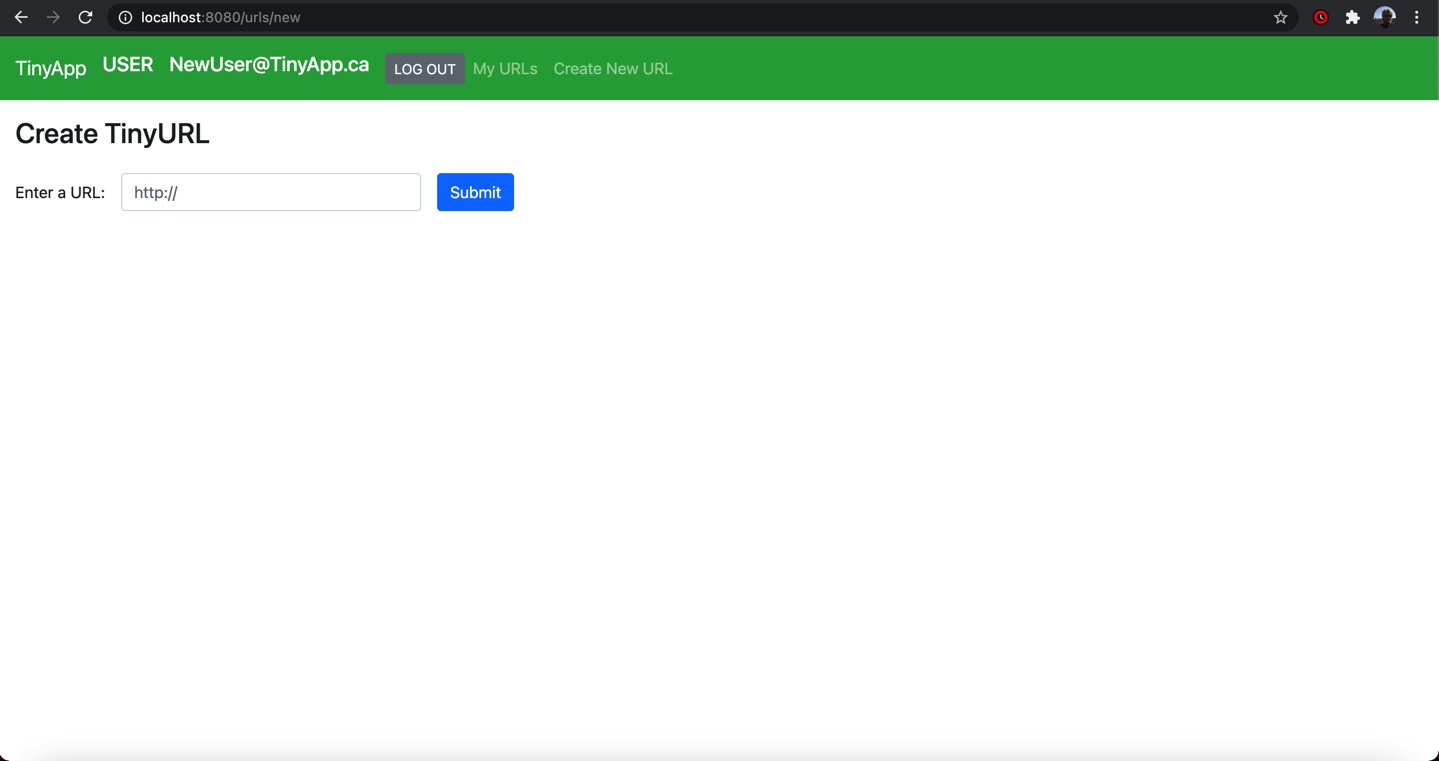 localhost:8080/urls/new
TinyApp USER NewUser@TinyApp.ca LOG OUT My URLs Create New URL
Create TinyURL
Enter a URL: http:// Submit